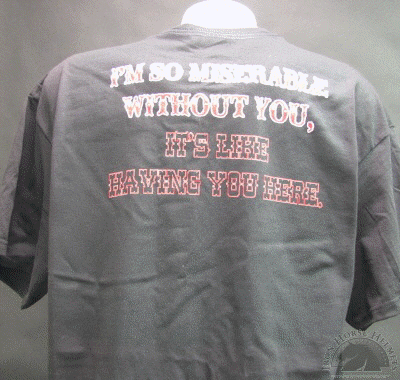 I'M SO MISERABLE
WITHOUT YOU,
IT'S LIKE
HAVING YOU HERE.